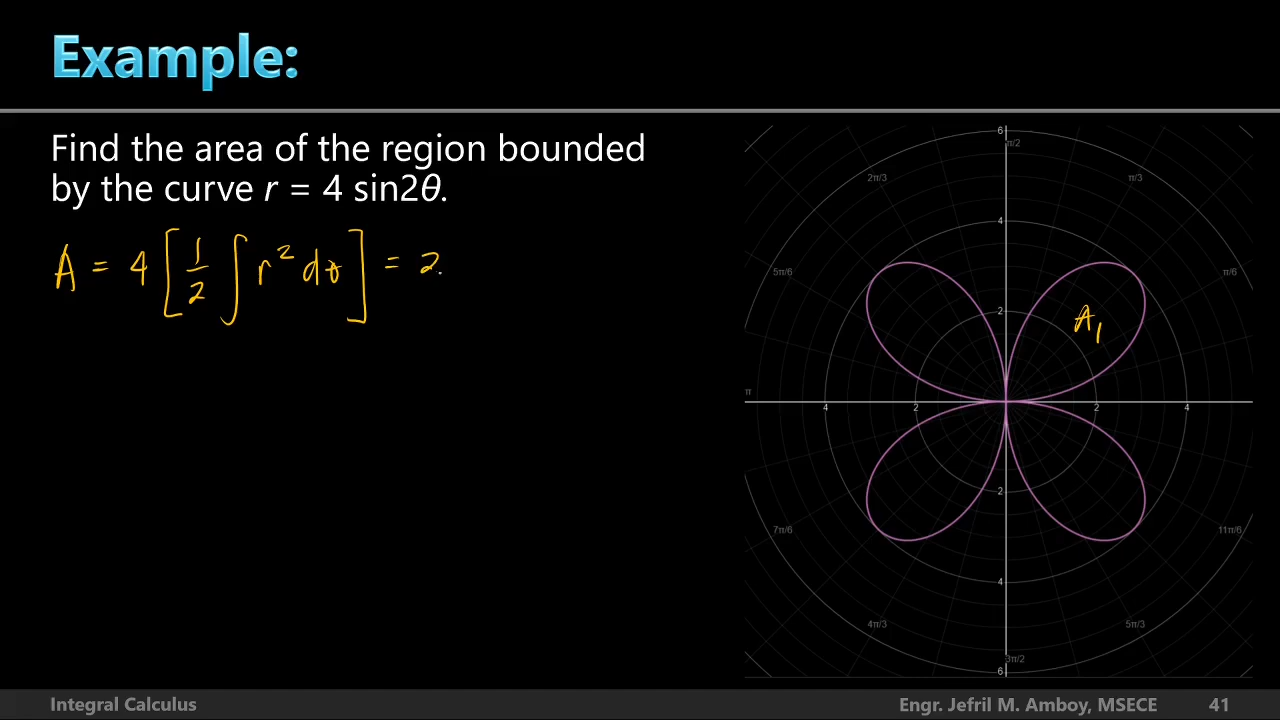 Example:
Find the area of the region bounded
by the curve r = 4 sin2θ.
A = 4 [ 1/2 ∫ r² dθ ] = 2
6
π/2
2π/3
π/3
4
5π/6
π/6
2
A₁
π
4
2
2
4
2
7π/6
11π/6
4
4π/3
5π/3
3π/2
6
Integral Calculus
Engr. Jefril M. Amboy, MSECE
41